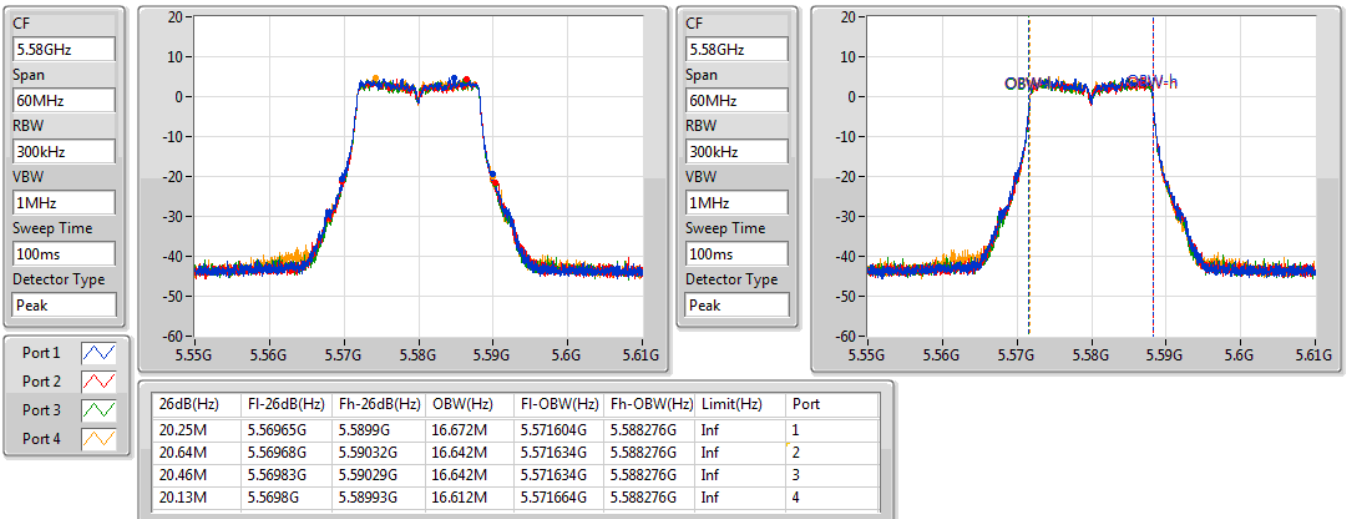 CF
5.58GHz
Span
60MHz
RBW
300kHz
VBW
1MHz
Sweep Time
100ms
Detector Type
Peak
20
10
0
-10
-20
-30
-40
-50
-60
5.55G 5.56G 5.57G 5.58G 5.59G 5.6G 5.61G
CF
5.58GHz
Span
60MHz
RBW
300kHz
VBW
1MHz
Sweep Time
100ms
Detector Type
Peak
20
10
0
-10
-20
-30
-40
-50
-60
OBW-h
5.55G 5.56G 5.57G 5.58G 5.59G 5.6G 5.61G
Port 1
Port 2
Port 3
Port 4
26dB(Hz) Fl-26dB(Hz) Fh-26dB(Hz) OBW(Hz) Fl-OBW(Hz) Fh-OBW(Hz) Limit(Hz) Port
20.25M 5.56965G 5.5899G 16.672M 5.571604G 5.588276G Inf 1
20.64M 5.56968G 5.59032G 16.642M 5.571634G 5.588276G Inf 2
20.46M 5.56983G 5.59029G 16.642M 5.571634G 5.588276G Inf 3
20.13M 5.5698G 5.58993G 16.612M 5.571664G 5.588276G Inf 4